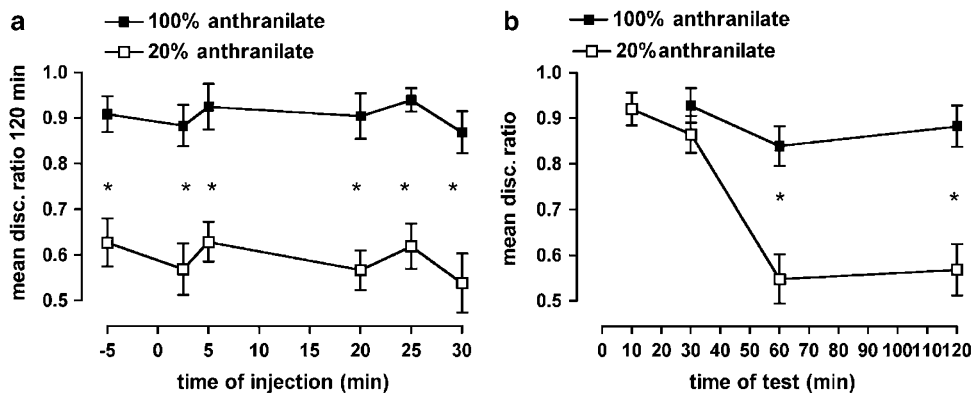 a
100% anthranilate
20% anthranilate
mean disc. ratio 120 min
1.0
0.9
0.8
0.7
0.6
0.5
* * * * * *
-5 0 5 10 15 20 25 30
time of injection (min)
b
100% anthranilate
20%anthranilate
mean disc. ratio
1.0
0.9
0.8
0.7
0.6
0.5
* *
0 10 20 30 40 50 60 70 80 90 100110120
time of test (min)